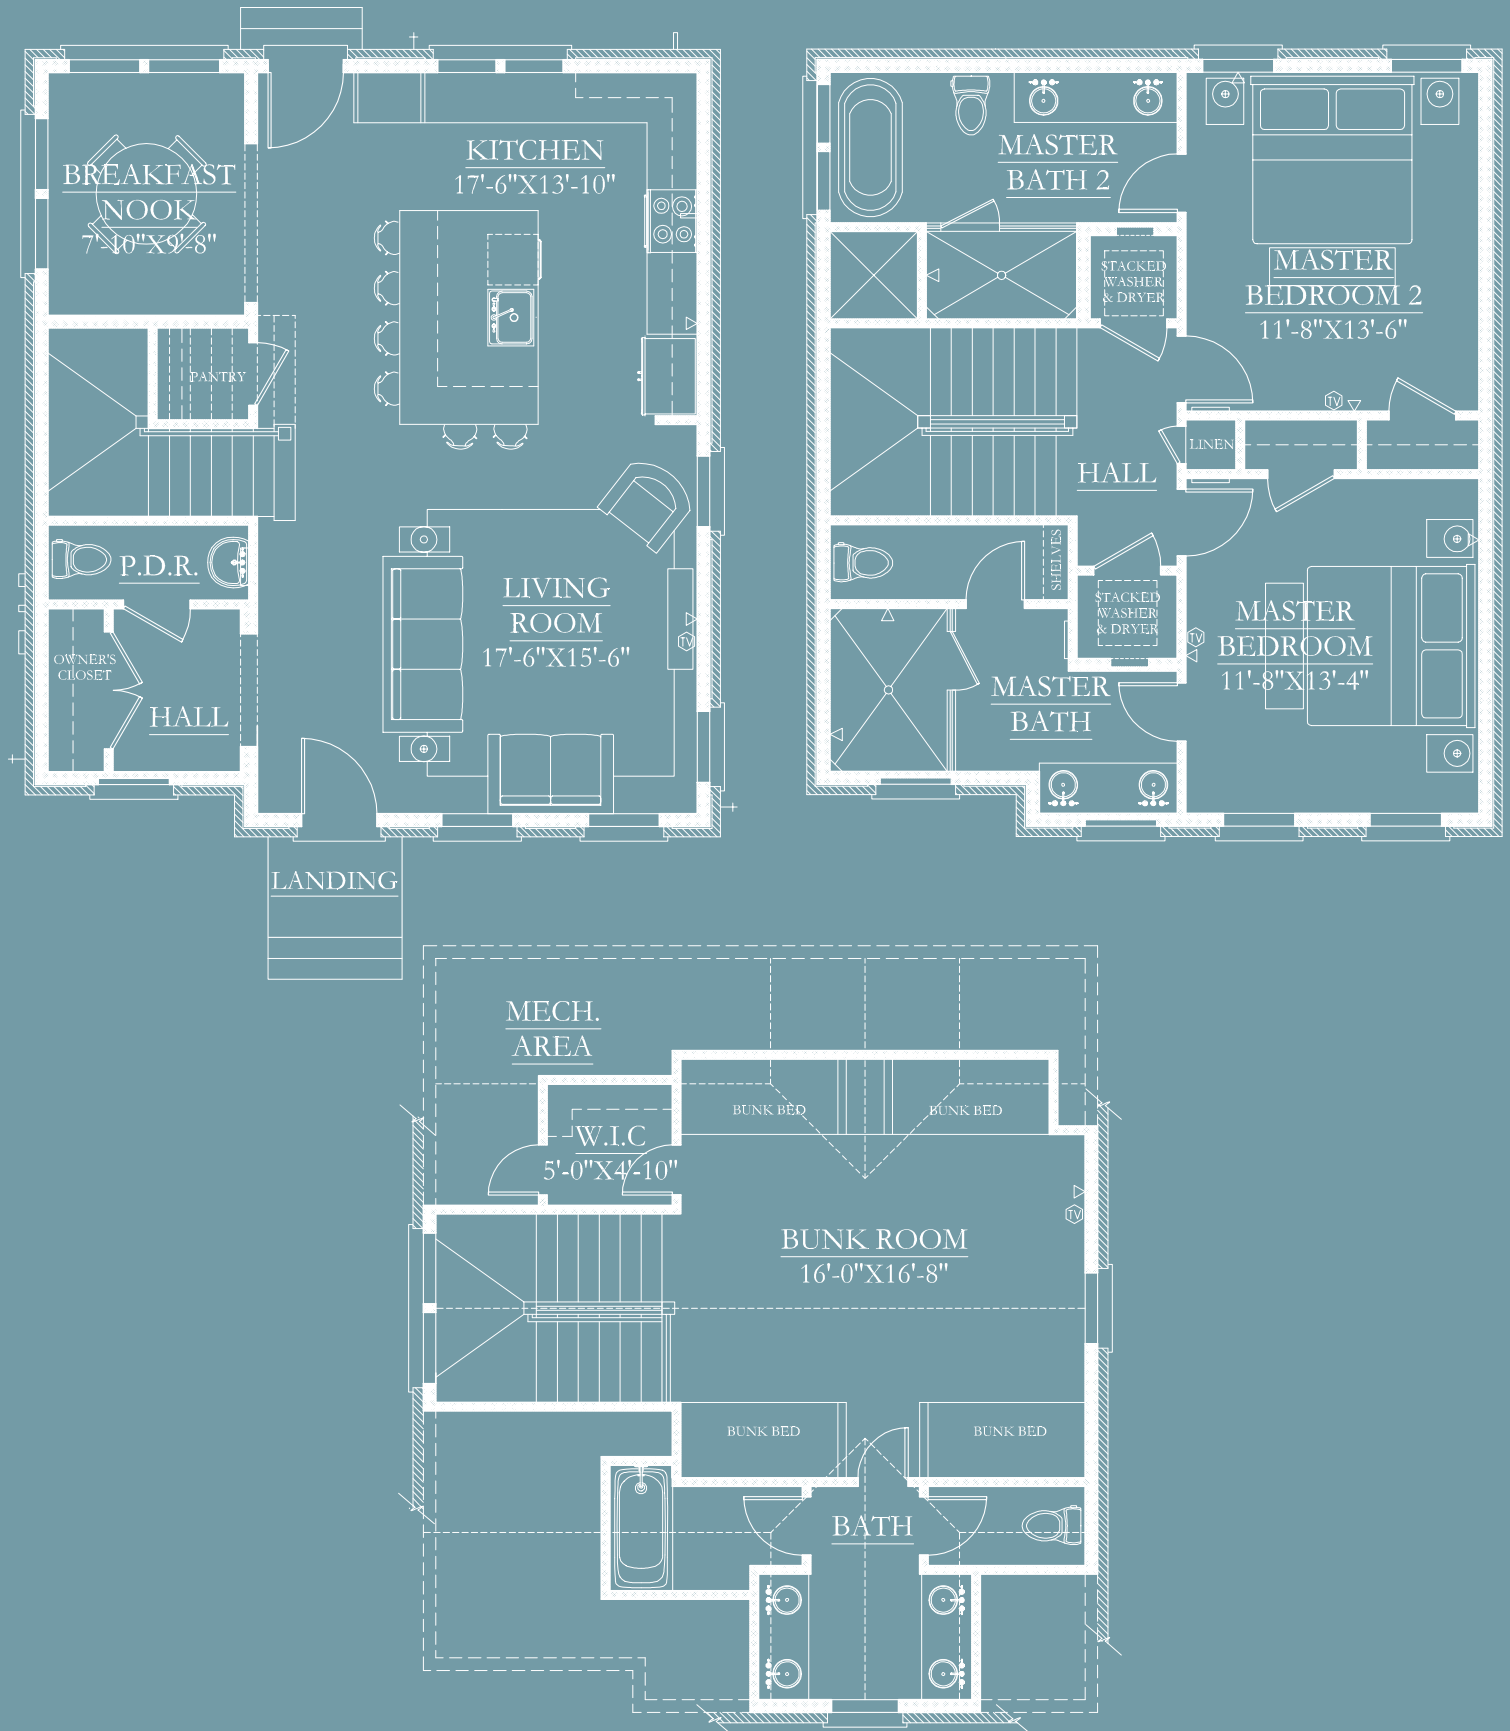 BREAKFAST
NOOK
7'-10"X9'-8"
KITCHEN
17'-6"X13'-10"
PANTRY
P.D.R.
OWNER'S
CLOSET
HALL
LIVING
ROOM
17'-6"X15'-6"
TV
LANDING
MASTER
BATH 2
STACKED
WASHER
& DRYER
MASTER
BEDROOM 2
11'-8"X13'-6"
TV
LINEN
HALL
SHELVES
STACKED
WASHER
& DRYER
TV
MASTER
BEDROOM
11'-8"X13'-4"
MASTER
BATH
MECH.
AREA
BUNK BED
BUNK BED
W.I.C
5'-0"X4'-10"
TV
BUNK ROOM
16'-0"X16'-8"
BUNK BED
BUNK BED
BATH